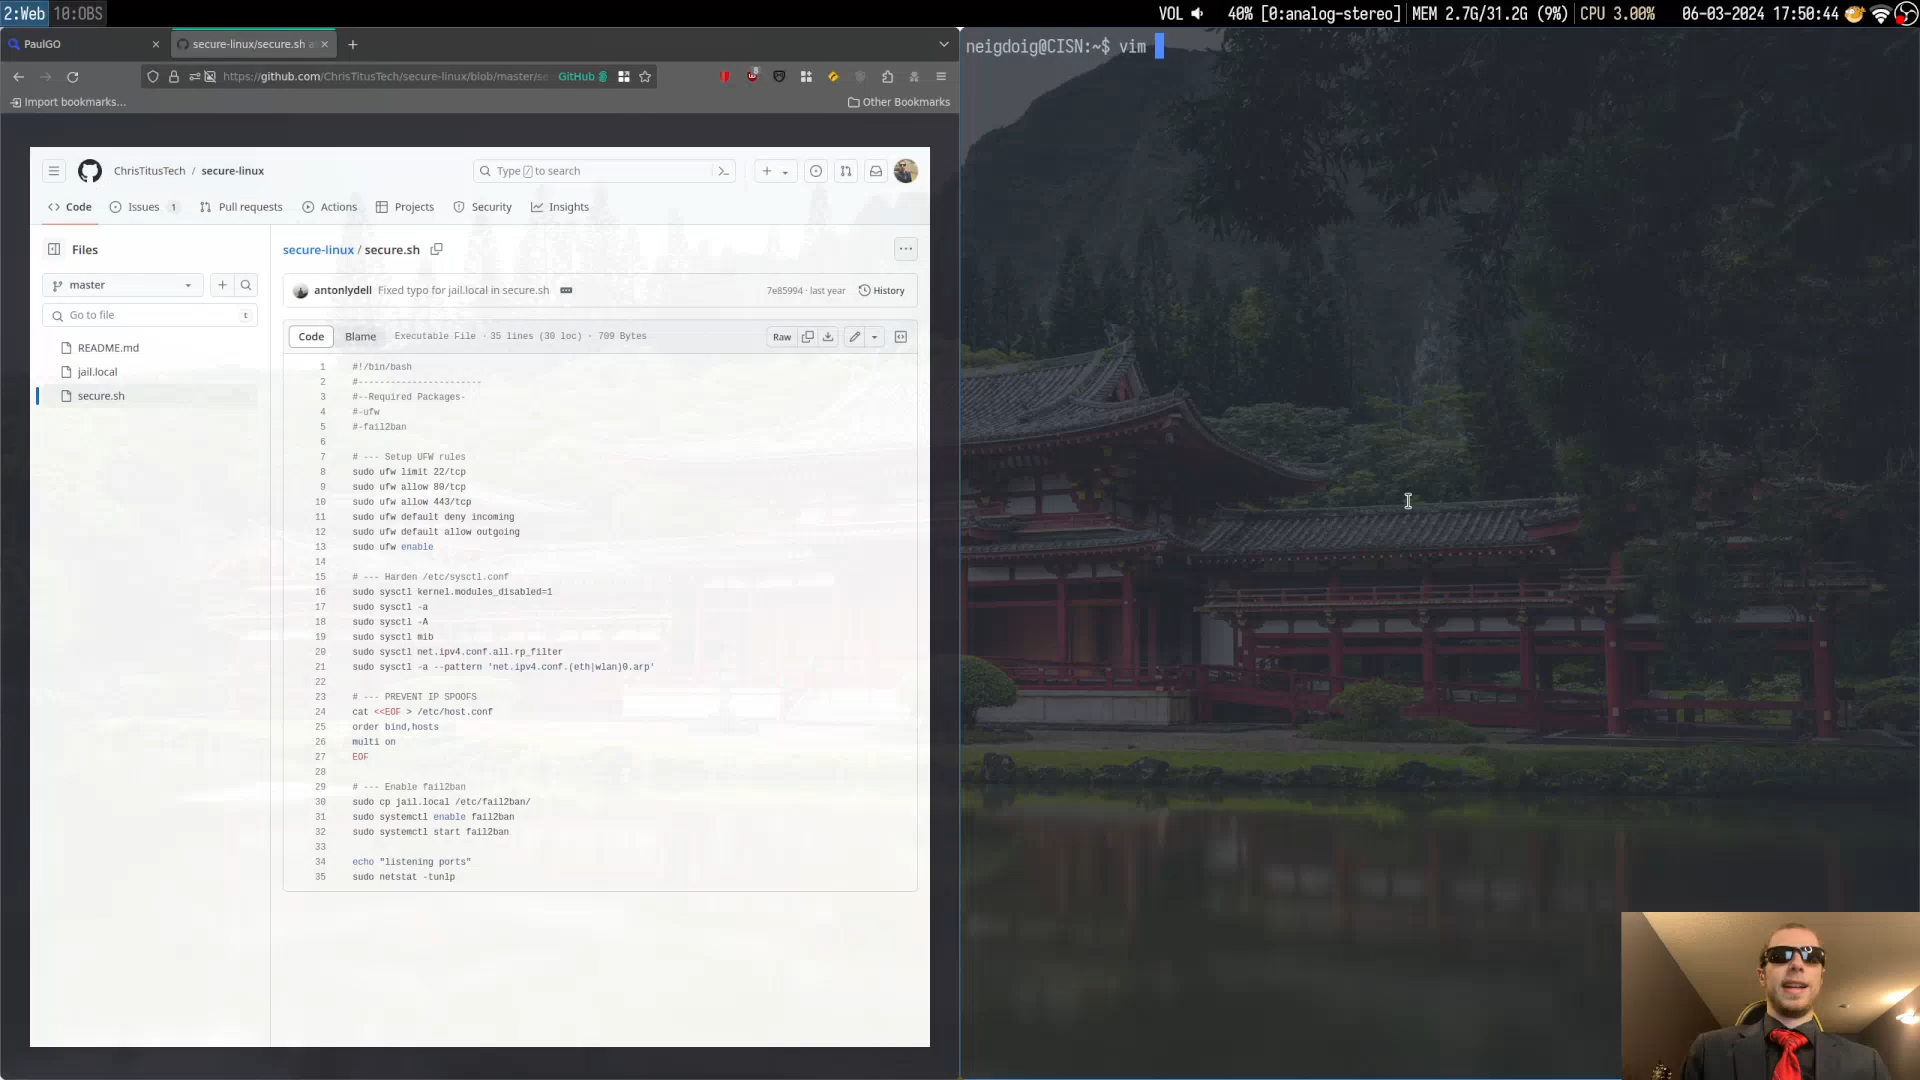 2:Web 10:OBS
VOL 40% [0:analog-stereo] MEM 2.7G/31.2G (9%) CPU 3.00% 06-03-2024 17:50:44
PaulGO
secure-linux/secure.sh a
https://github.com/ChrisTitusTech/secure-linux/blob/master/se GitHub
Import bookmarks...
Other Bookmarks
ChrisTitusTech / secure-linux
Type / to search
Code
Issues 1
Pull requests
Actions
Projects
Security
Insights
Files
master
Go to file t
README.md
jail.local
secure.sh
secure-linux / secure.sh
antonlydell Fixed typo for jail.local in secure.sh
7e85994 · last year
History
Code Blame Executable File · 35 lines (30 loc) · 709 Bytes
Raw
1 #!/bin/bash
2 #-----------------------
3 #--Required Packages-
4 #-ufw
5 #-fail2ban
6
7 # --- Setup UFW rules
8 sudo ufw limit 22/tcp
9 sudo ufw allow 80/tcp
10 sudo ufw allow 443/tcp
11 sudo ufw default deny incoming
12 sudo ufw default allow outgoing
13 sudo ufw enable
14
15 # --- Harden /etc/sysctl.conf
16 sudo sysctl kernel.modules_disabled=1
17 sudo sysctl -a
18 sudo sysctl -A
19 sudo sysctl mib
20 sudo sysctl net.ipv4.conf.all.rp_filter
21 sudo sysctl -a --pattern 'net.ipv4.conf.(eth|wlan)0.arp'
22
23 # --- PREVENT IP SPOOFS
24 cat <<EOF > /etc/host.conf
25 order bind,hosts
26 multi on
27 EOF
28
29 # --- Enable fail2ban
30 sudo cp jail.local /etc/fail2ban/
31 sudo systemctl enable fail2ban
32 sudo systemctl start fail2ban
33
34 echo "listening ports"
35 sudo netstat -tunlp
neigdoig@CISN:~$ vim